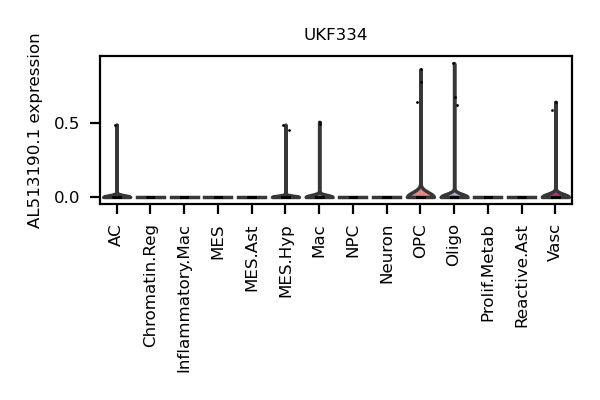 UKF334
AL513190.1 expression
0.5
0.0
AC
Chromatin.Reg
Inflammatory.Mac
MES
MES.Ast
MES.Hyp
Mac
NPC
Neuron
OPC
Oligo
Prolif.Metab
Reactive.Ast
Vasc